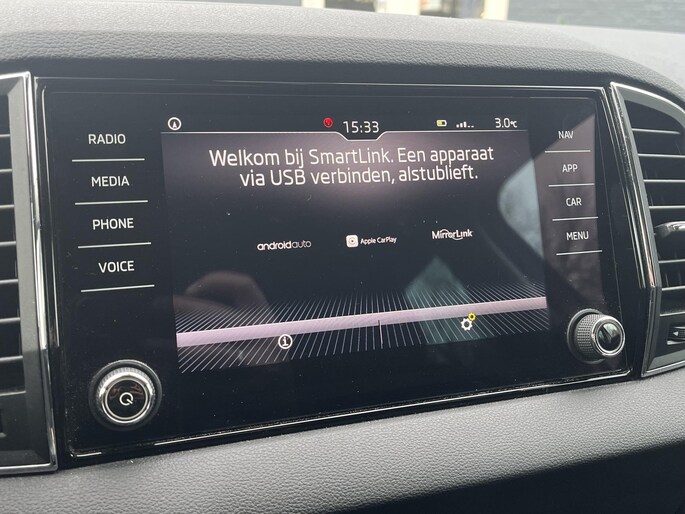 15:33
3.0°C
RADIO
MEDIA
PHONE
VOICE
Welkom bij SmartLink. Een apparaat
via USB verbinden, alstublieft.
androidauto
Apple CarPlay
MirrorLink
NAV
APP
CAR
MENU